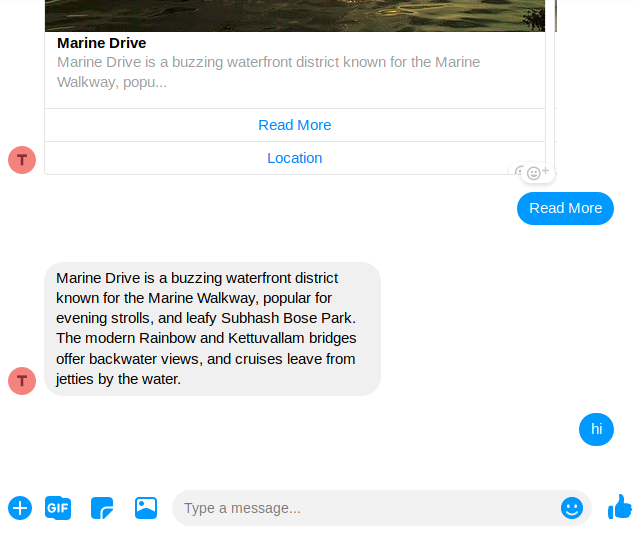 Marine Drive
Marine Drive is a buzzing waterfront district known for the Marine
Walkway, popu...
Read More
Location
T
Read More
Marine Drive is a buzzing waterfront district
known for the Marine Walkway, popular for
evening strolls, and leafy Subhash Bose Park.
The modern Rainbow and Kettuvallam bridges
offer backwater views, and cruises leave from
jetties by the water.
T
hi
GIF
Type a message...